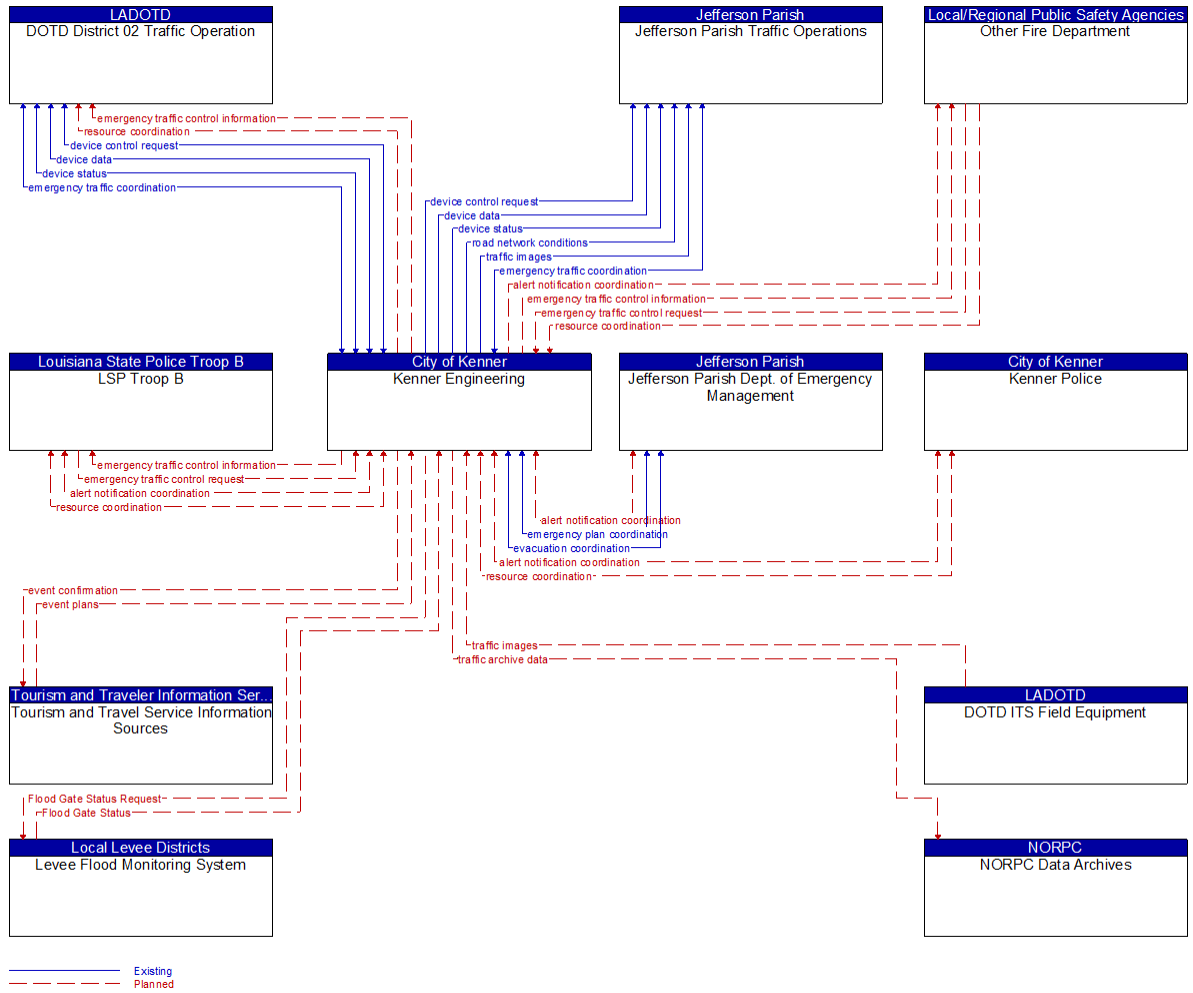 LADOTD
DOTD District 02 Traffic Operation
Jefferson Parish
Jefferson Parish Traffic Operations
Local/Regional Public Safety Agencies
Other Fire Department
emergency traffic control information
resource coordination
device control request
device data
device status
emergency traffic coordination
device control request
device data
device status
road network conditions
traffic images
emergency traffic coordination
alert notification coordination
emergency traffic control information
emergency traffic control request
resource coordination
Louisiana State Police Troop B
LSP Troop B
City of Kenner
Kenner Engineering
Jefferson Parish
Jefferson Parish Dept. of Emergency
Management
City of Kenner
Kenner Police
emergency traffic control information
emergency traffic control request
alert notification coordination
resource coordination
alert notification coordination
emergency plan coordination
evacuation coordination
alert notification coordination
resource coordination
event confirmation
event plans
traffic images
traffic archive data
Tourism and Traveler Information Ser...
Tourism and Travel Service Information
Sources
LADOTD
DOTD ITS Field Equipment
Flood Gate Status Request
Flood Gate Status
Local Levee Districts
Levee Flood Monitoring System
NORPC
NORPC Data Archives
Existing
Planned